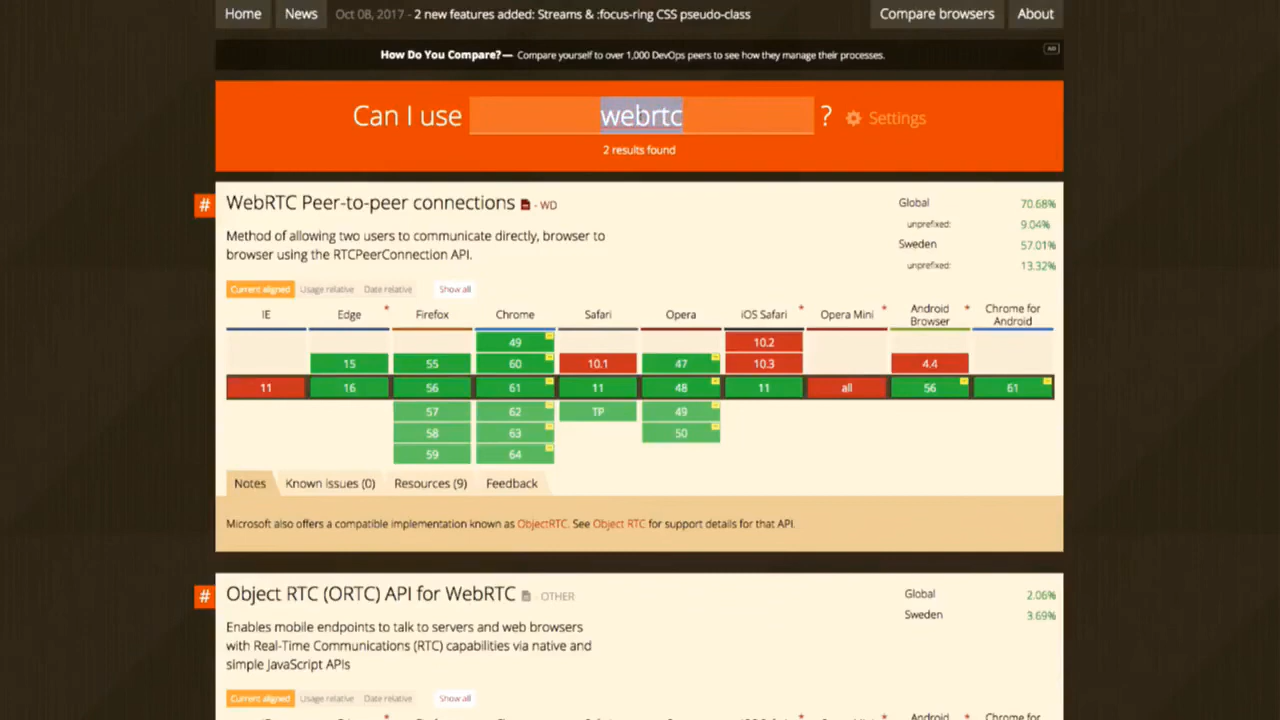 Home News Oct 08, 2017 - 2 new features added: Streams & :focus-ring CSS pseudo-class Compare browsers About
How Do You Compare?— Compare yourself to over 1,000 DevOps peers to see how they manage their processes.
AD
Can I use webrtc ? Settings
2 results found
# WebRTC Peer-to-peer connections - WD
Method of allowing two users to communicate directly, browser to
browser using the RTCPeerConnection API.
Global 70.68%
unprefixed: 9.04%
Sweden 57.01%
unprefixed: 13.32%
Current aligned Usage relative Date relative Show all
IE Edge * Firefox Chrome Safari Opera iOS Safari * Opera Mini * Android Browser * Chrome for Android
49 10.2
15 55 60 10.1 47 10.3 4.4
11 16 56 61 11 48 11 all 56 61
57 62 TP 49
58 63 50
59 64
Notes Known issues (0) Resources (9) Feedback
Microsoft also offers a compatible implementation known as ObjectRTC. See Object RTC for support details for that API.
# Object RTC (ORTC) API for WebRTC - OTHER
Enables mobile endpoints to talk to servers and web browsers
with Real-Time Communications (RTC) capabilities via native and
simple JavaScript APIs
Global 2.06%
Sweden 3.69%
Current aligned Usage relative Date relative Show all
Android Chrome for